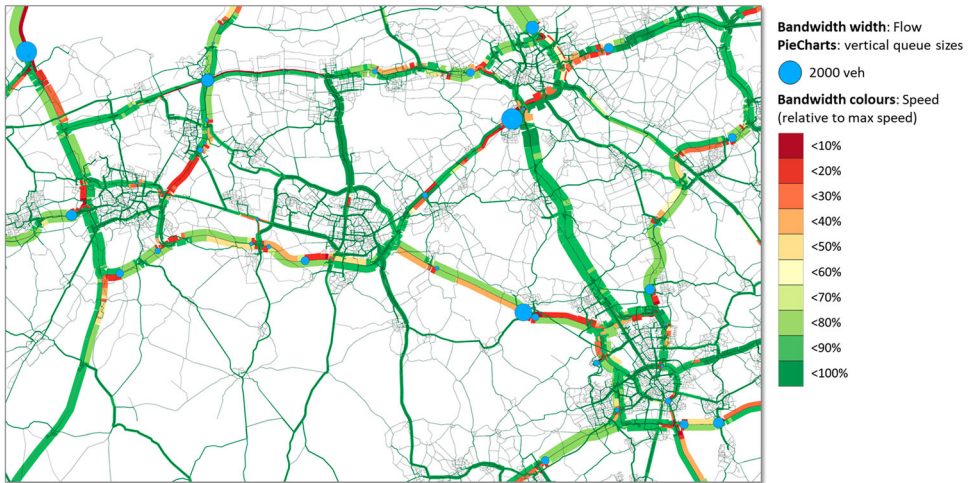 Bandwidth width: Flow
PieCharts: vertical queue sizes
2000 veh
Bandwidth colours: Speed
(relative to max speed)
<10%
<20%
<30%
<40%
<50%
<60%
<70%
<80%
<90%
<100%